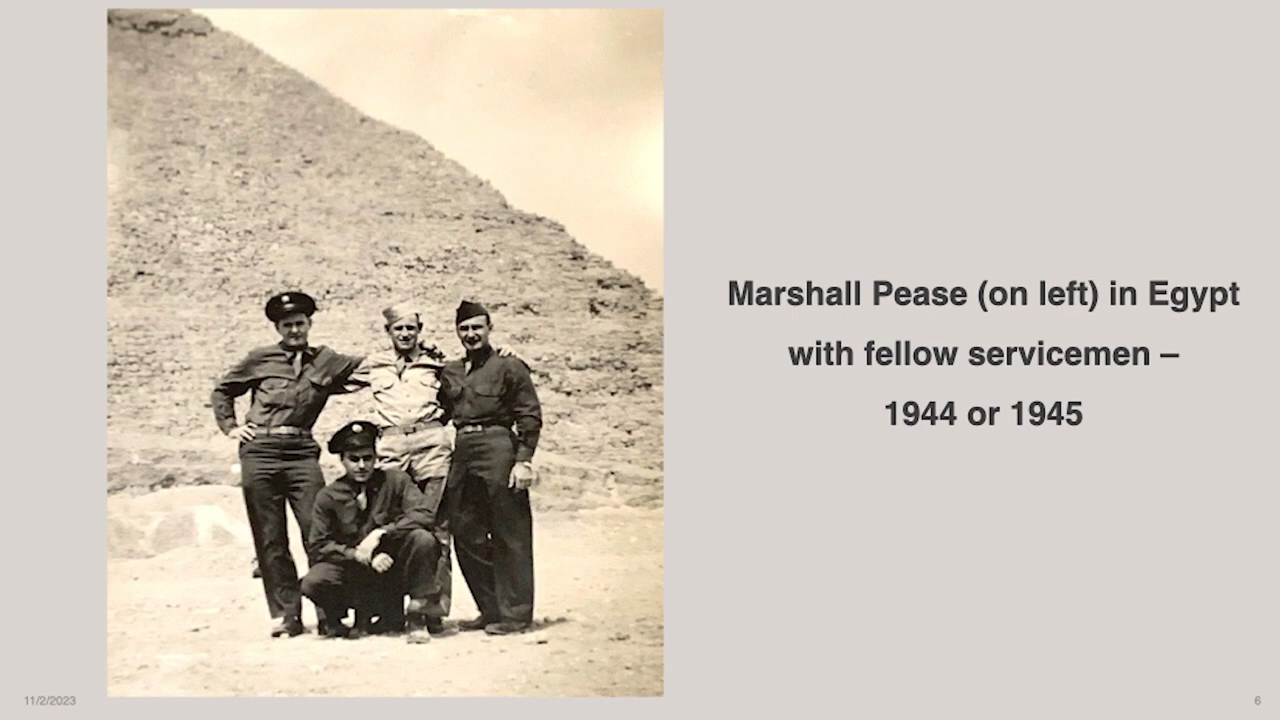 Marshall Pease (on left) in Egypt
with fellow servicemen –
1944 or 1945
11/2/2023
6